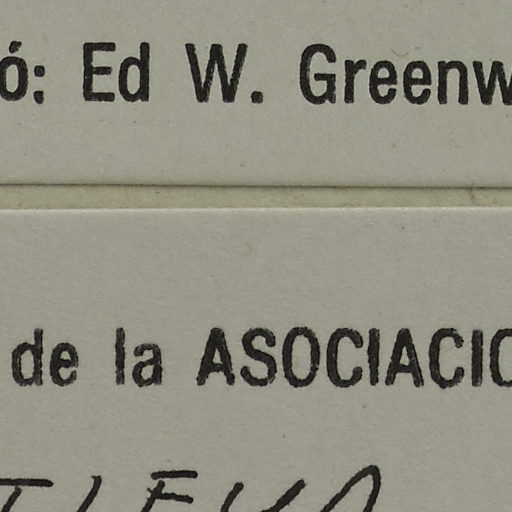 ó: Ed W. Greenw
de la ASOCIACIO